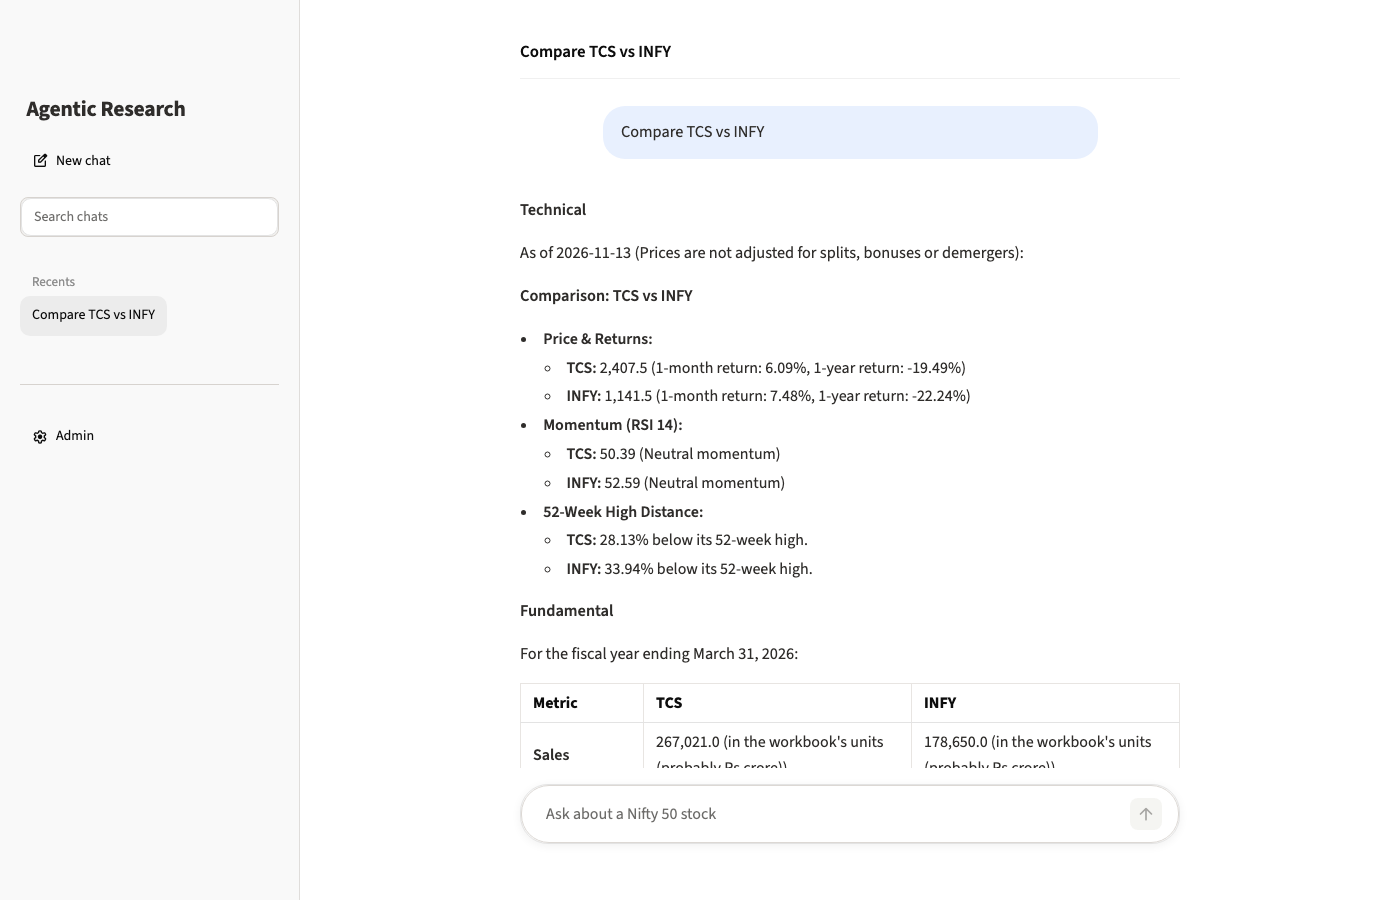 Agentic Research
New chat
Search chats
Recents
Compare TCS vs INFY
Admin
Compare TCS vs INFY
Compare TCS vs INFY
Technical
As of 2026-11-13 (Prices are not adjusted for splits, bonuses or demergers):
Comparison: TCS vs INFY
• Price & Returns:
◦ TCS: 2,407.5 (1-month return: 6.09%, 1-year return: -19.49%)
◦ INFY: 1,141.5 (1-month return: 7.48%, 1-year return: -22.24%)
• Momentum (RSI 14):
◦ TCS: 50.39 (Neutral momentum)
◦ INFY: 52.59 (Neutral momentum)
• 52-Week High Distance:
◦ TCS: 28.13% below its 52-week high.
◦ INFY: 33.94% below its 52-week high.
Fundamental
For the fiscal year ending March 31, 2026:
Metric TCS INFY
Sales 267,021.0 (in the workbook's units 178,650.0 (in the workbook's units
(probably Rs crore)) (probably Rs crore))
Ask about a Nifty 50 stock